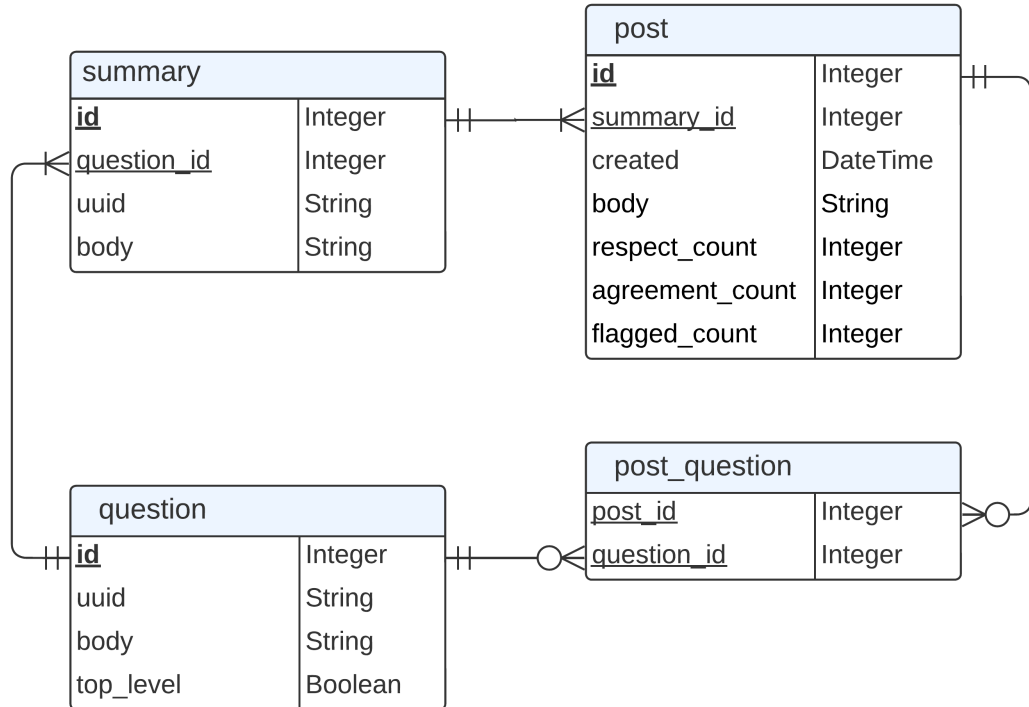 summary
id Integer
question_id Integer
uuid String
body String
post
id Integer
summary_id Integer
created DateTime
body String
respect_count Integer
agreement_count Integer
flagged_count Integer
question
id Integer
uuid String
body String
top_level Boolean
post_question
post_id Integer
question_id Integer